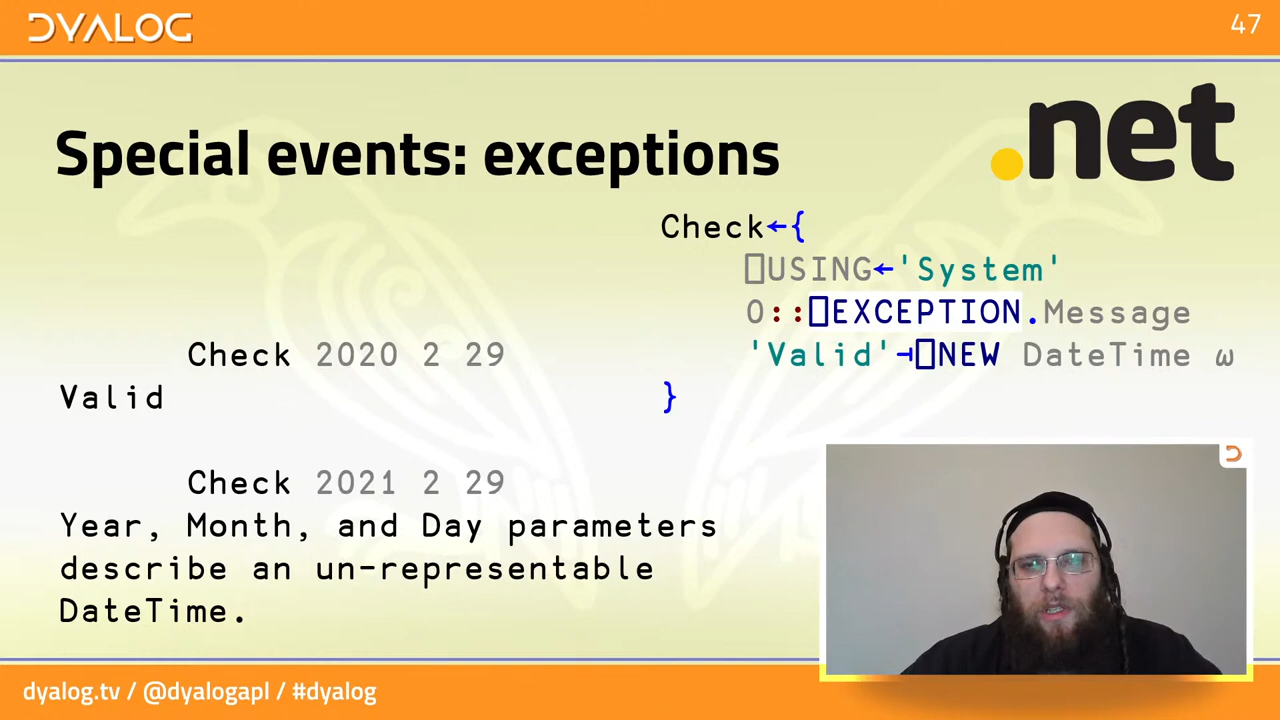 DYALOG
47
.net
Special events: exceptions
Check←{
⎕USING←'System'
0::⎕EXCEPTION.Message
'Valid'⊣⎕NEW DateTime ⍵
}
Check 2020 2 29
Valid
Check 2021 2 29
Year, Month, and Day parameters
describe an un-representable
DateTime.
dyalog.tv / @dyalogapl / #dyalog